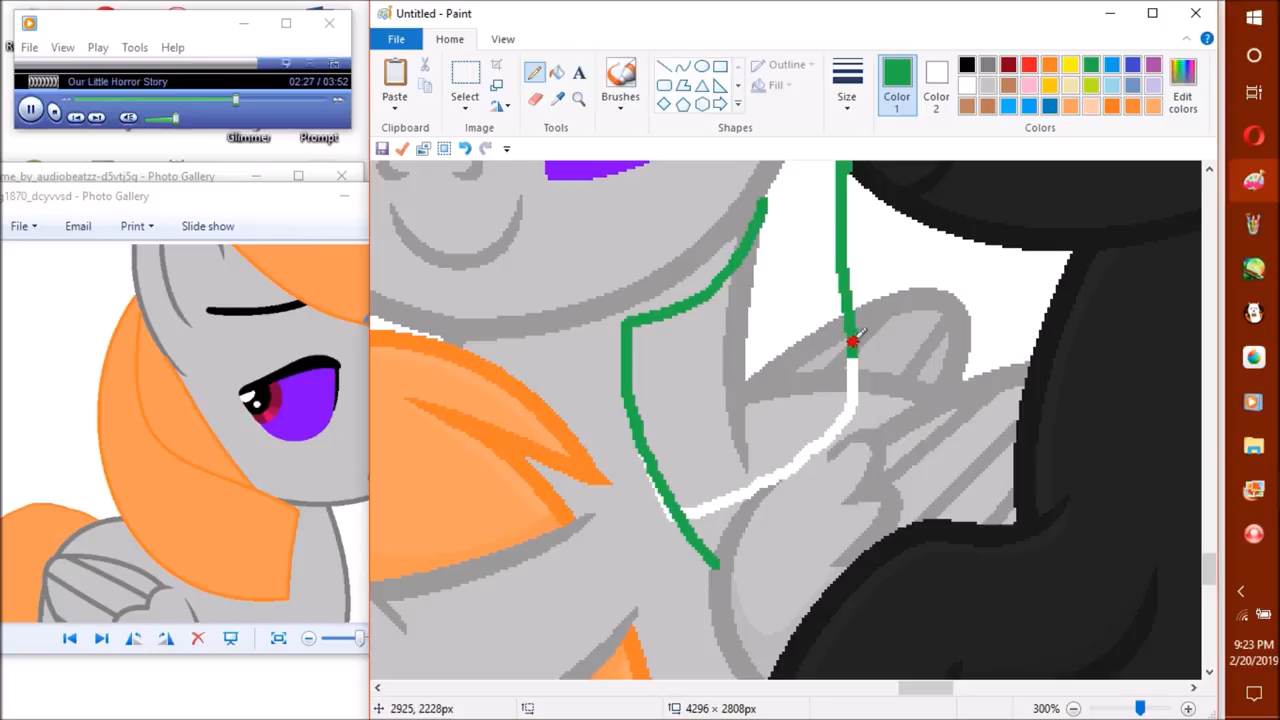 Untitled - Paint
File View Play Tools Help
Our Little Horror Story
02:27 / 03:52
Glimmer
Prompt
File Home View
Paste
Select
Brushes
Outline
Fill
Size
Color 1
Color 2
Edit colors
Clipboard
Image
Tools
Shapes
Colors
me_by_audiobeatzz-d5vtj5q - Photo Gallery
g1870_dcyvvsd - Photo Gallery
File Email Print Slide show
2925, 2228px
4296 × 2808px
300%
9:23 PM
2/20/2019